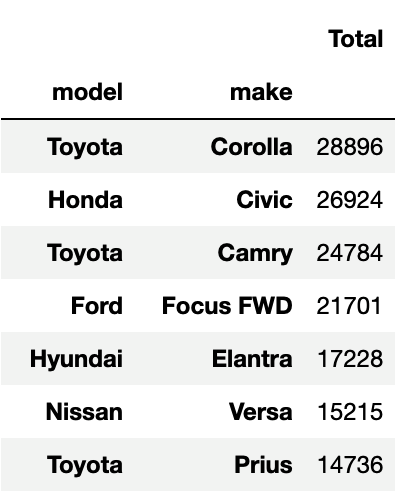 Total
model make
Toyota Corolla 28896
Honda Civic 26924
Toyota Camry 24784
Ford Focus FWD 21701
Hyundai Elantra 17228
Nissan Versa 15215
Toyota Prius 14736